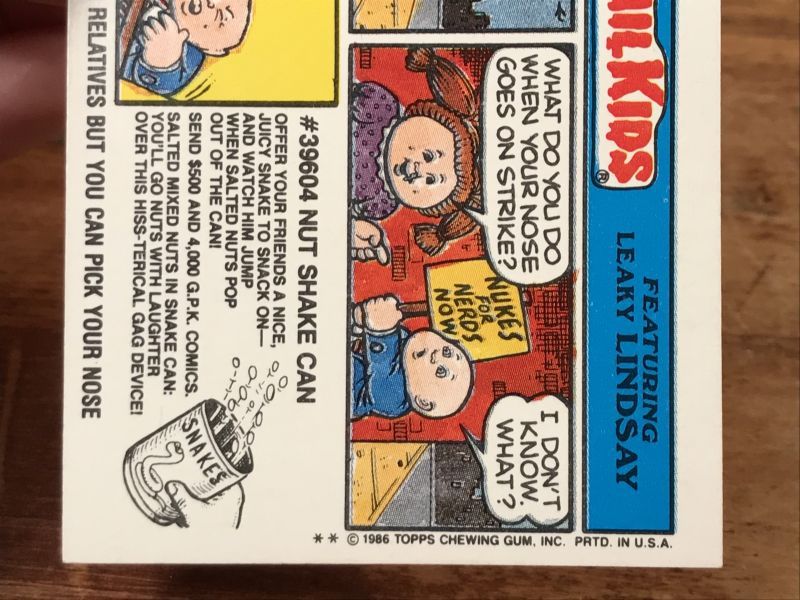 KIDS®
FEATURING
LEAKY LINDSAY
WHAT DO YOU DO
WHEN YOUR NOSE
GOES ON STRIKE?
NUKES
FOR
NERDS
NOW
I DON'T
KNOW.
WHAT?
#39604 NUT SHAKE CAN
OFFER YOUR FRIENDS A NICE,
JUICY SNAKE TO SNACK ON—
AND WATCH HIM JUMP
WHEN SALTED NUTS POP
OUT OF THE CAN!
SEND $500 AND 4,000 G.P.K. COMICS.
SALTED MIXED NUTS IN SNAKE CAN:
YOU'LL GO NUTS WITH LAUGHTER
OVER THIS HISS-TERICAL GAG DEVICE!
SNAKES
RELATIVES BUT YOU CAN PICK YOUR NOSE
** © 1986 TOPPS CHEWING GUM, INC. PRTD. IN U.S.A.